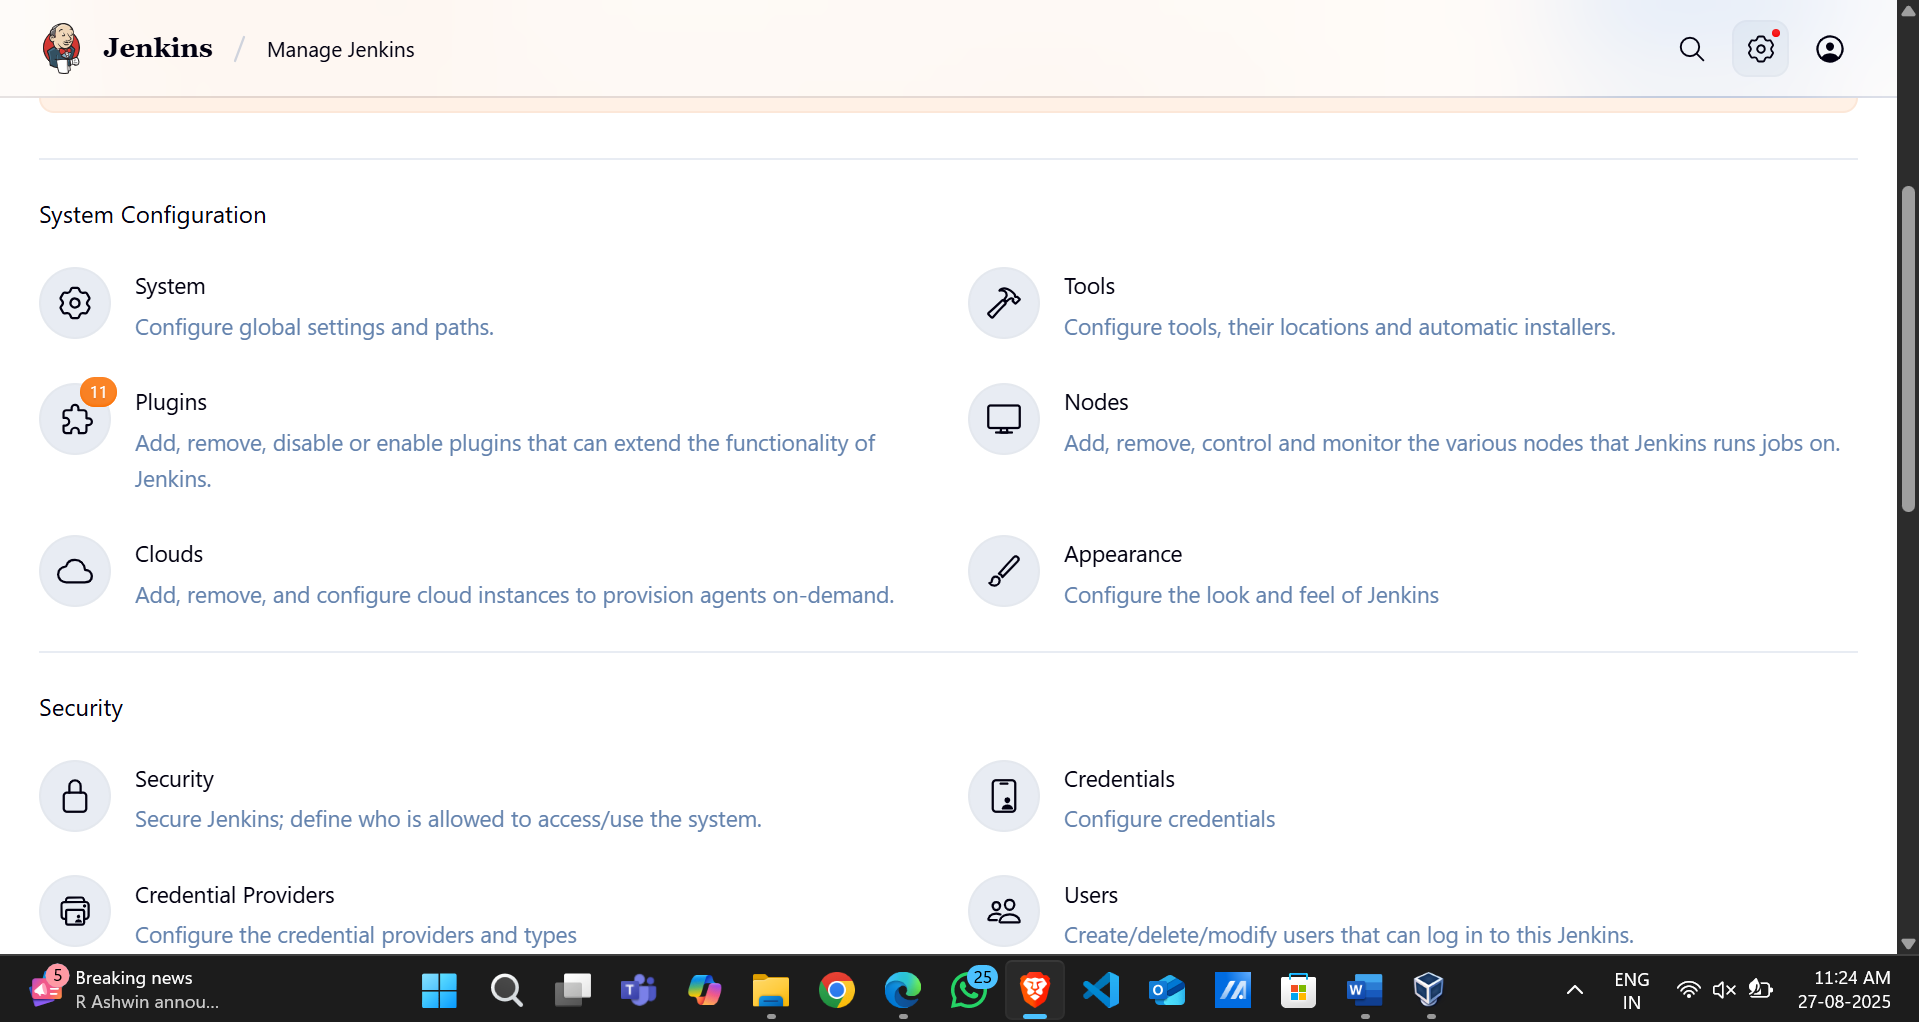 Jenkins / Manage Jenkins
System Configuration
System
Configure global settings and paths.
Tools
Configure tools, their locations and automatic installers.
11
Plugins
Add, remove, disable or enable plugins that can extend the functionality of
Jenkins.
Nodes
Add, remove, control and monitor the various nodes that Jenkins runs jobs on.
Clouds
Add, remove, and configure cloud instances to provision agents on-demand.
Appearance
Configure the look and feel of Jenkins
Security
Security
Secure Jenkins; define who is allowed to access/use the system.
Credentials
Configure credentials
Credential Providers
Configure the credential providers and types
Users
Create/delete/modify users that can log in to this Jenkins.
5
Breaking news
R Ashwin annou...
25
ENG
IN
11:24 AM
27-08-2025